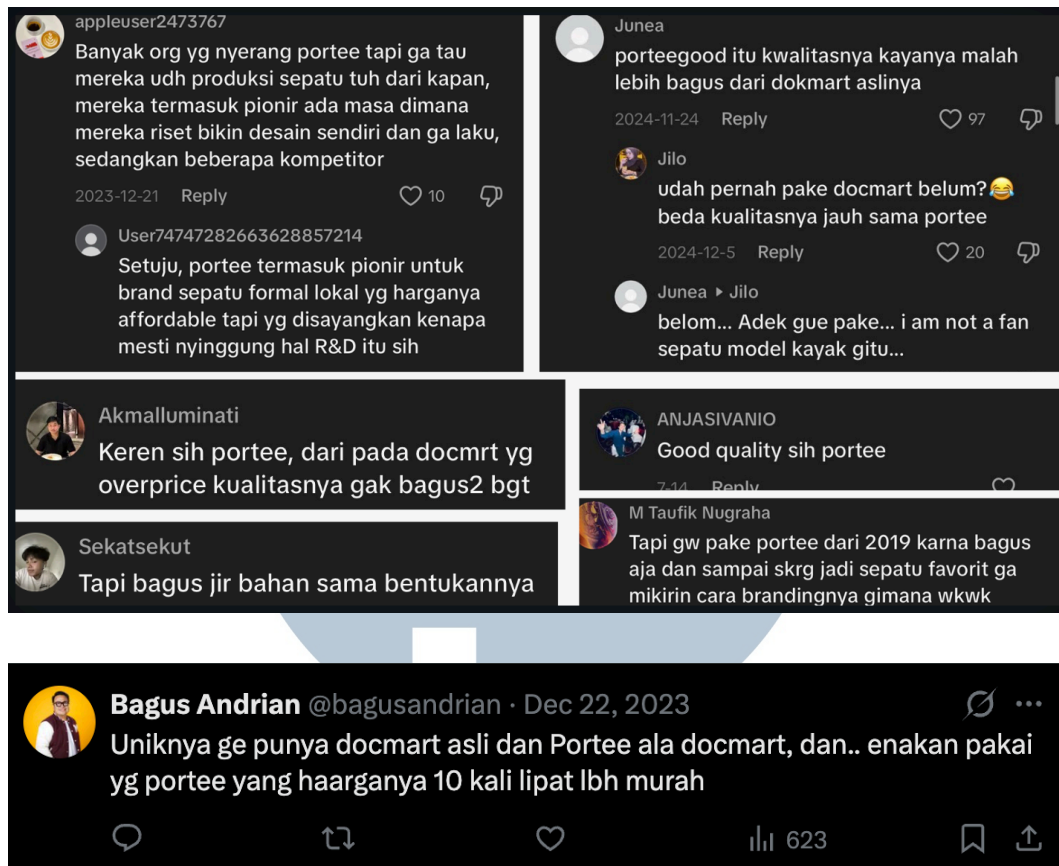 appleuser2473767
Banyak org yg nyerang portee tapi ga tau
mereka udh produksi sepatu tuh dari kapan,
mereka termasuk pionir ada masa dimana
mereka riset bikin desain sendiri dan ga laku,
sedangkan beberapa kompetitor
2023-12-21 Reply 10
User74747282663628857214
Setuju, portee termasuk pionir untuk
brand sepatu formal lokal yg harganya
affordable tapi yg disayangkan kenapa
mesti nyinggung hal R&D itu sih
Junea
porteegood itu kwalitasnya kayanya malah
lebih bagus dari dokmart aslinya
2024-11-24 Reply 97
Jilo
udah pernah pake docmart belum?😂
beda kualitasnya jauh sama portee
2024-12-5 Reply 20
Junea ▸ Jilo
belom... Adek gue pake... i am not a fan
sepatu model kayak gitu...
Akmalluminati
Keren sih portee, dari pada docmrt yg
overprice kualitasnya gak bagus2 bgt
Sekatsekut
Tapi bagus jir bahan sama bentukannya
ANJASIVANIO
Good quality sih portee
7-14 Reply
M Taufik Nugraha
Tapi gw pake portee dari 2019 karna bagus
aja dan sampai skrg jadi sepatu favorit ga
mikirin cara brandingnya gimana wkwk
Bagus Andrian @bagusandrian · Dec 22, 2023
Uniknya ge punya docmart asli dan Portee ala docmart, dan.. enakan pakai
yg portee yang haarganya 10 kali lipat lbh murah
623